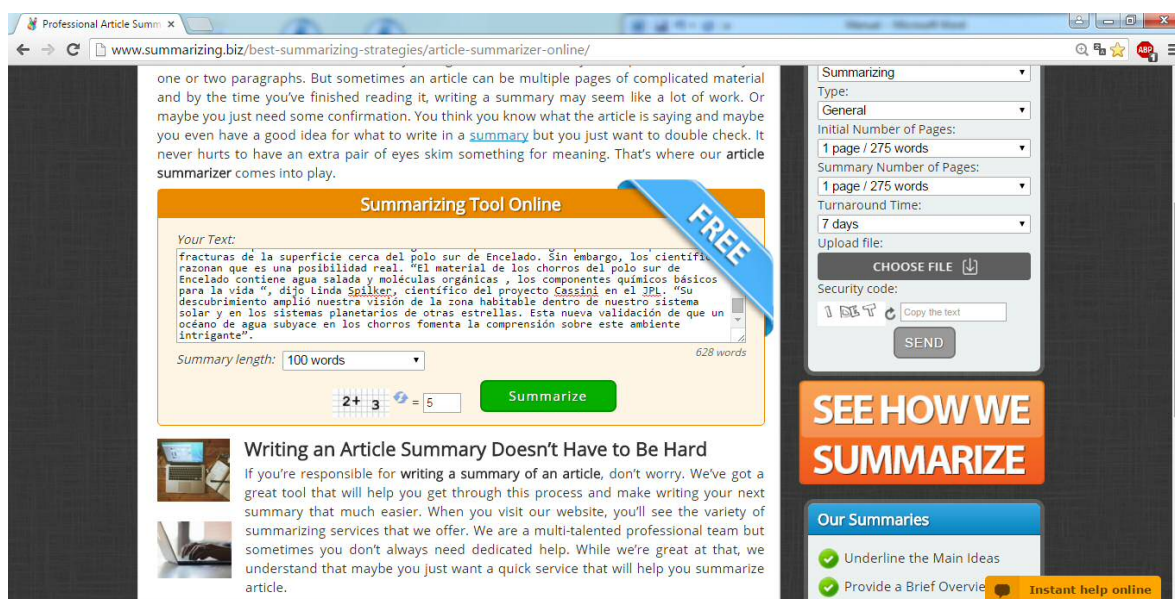 Professional Article Summ
www.summarizing.biz/best-summarizing-strategies/article-summarizer-online/
ABP
1
one or two paragraphs. But sometimes an article can be multiple pages of complicated material
and by the time you've finished reading it, writing a summary may seem like a lot of work. Or
maybe you just need some confirmation. You think you know what the article is saying and maybe
you even have a good idea for what to write in a summary but you just want to double check. It
never hurts to have an extra pair of eyes skim something for meaning. That's where our article
summarizer comes into play.
Summarizing Tool Online
FREE
Your Text:
fracturas de la superficie cerca del polo sur de Encelado. Sin embargo, los científic
razonan que es una posibilidad real. "El material de los chorros del polo sur de
Encelado contiene agua salada y moléculas orgánicas , los componentes químicos básicos
para la vida ", dijo Linda Spilker, científico del proyecto Cassini en el JPL. "Su
descubrimiento amplió nuestra visión de la zona habitable dentro de nuestro sistema
solar y en los sistemas planetarios de otras estrellas. Esta nueva validación de que un
océano de agua subyace en los chorros fomenta la comprensión sobre este ambiente
intrigante".
628 words
Summary length: 100 words
2+ 3 = 5
Summarize
Writing an Article Summary Doesn't Have to Be Hard
If you're responsible for writing a summary of an article, don't worry. We've got a
great tool that will help you get through this process and make writing your next
summary that much easier. When you visit our website, you'll see the variety of
summarizing services that we offer. We are a multi-talented professional team but
sometimes you don't always need dedicated help. While we're great at that, we
understand that maybe you just want a quick service that will help you summarize
article.
Summarizing
Type:
General
Initial Number of Pages:
1 page / 275 words
Summary Number of Pages:
1 page / 275 words
Turnaround Time:
7 days
Upload file:
CHOOSE FILE
Security code:
Copy the text
SEND
SEE HOW WE
SUMMARIZE
Our Summaries
Underline the Main Ideas
Provide a Brief Overvie
Instant help online